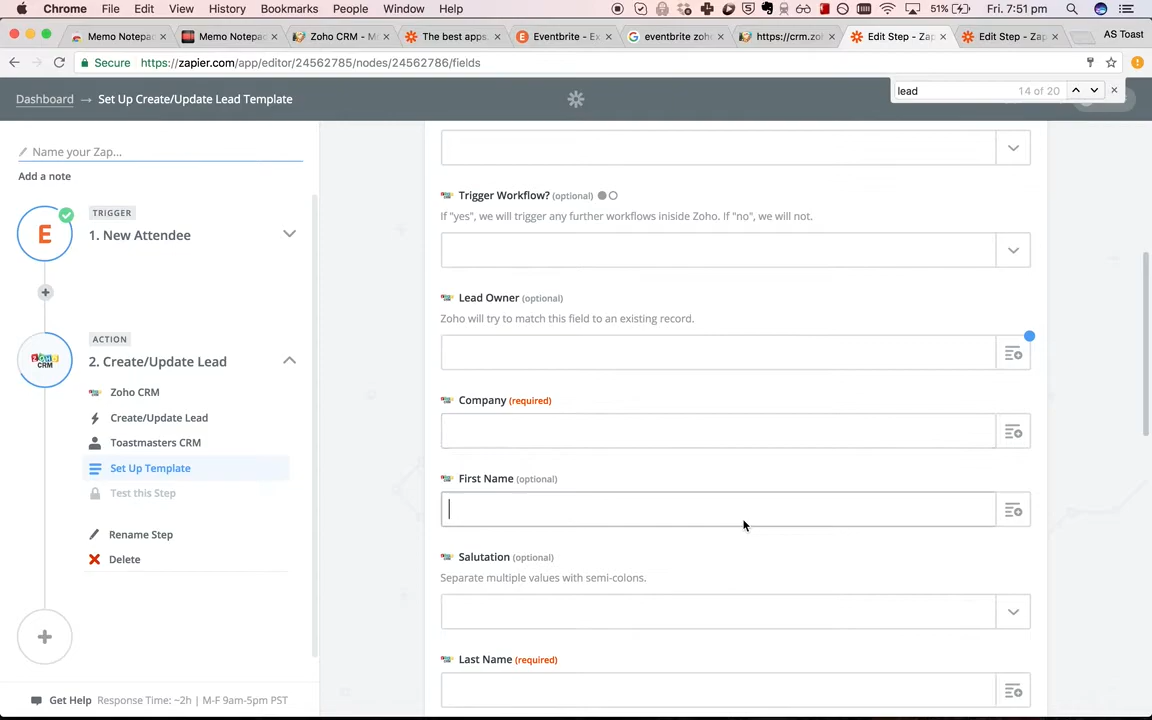 Chrome File Edit View History Bookmarks People Window Help 51% Fri. 7:51 pm
Memo Notepad
Memo Notepa
Zoho CRM - M
The best apps.
Eventbrite - Ex
eventbrite zoh
https://crm.zo
Edit Step - Zap
Edit Step - Zap
AS Toast
Secure https://zapier.com/app/editor/24562785/nodes/24562786/fields
lead 14 of 20
Dashboard → Set Up Create/Update Lead Template
Name your Zap...
Add a note
TRIGGER
E
1. New Attendee
ACTION
ZOHO
CRM
2. Create/Update Lead
Zoho CRM
Create/Update Lead
Toastmasters CRM
Set Up Template
Test this Step
Rename Step
Delete
Get Help Response Time: ~2h | M-F 9am-5pm PST
Trigger Workflow? (optional)
If "yes", we will trigger any further workflows iniside Zoho. If "no", we will not.
Lead Owner (optional)
Zoho will try to match this field to an existing record.
Company (required)
First Name (optional)
Salutation (optional)
Separate multiple values with semi-colons.
Last Name (required)